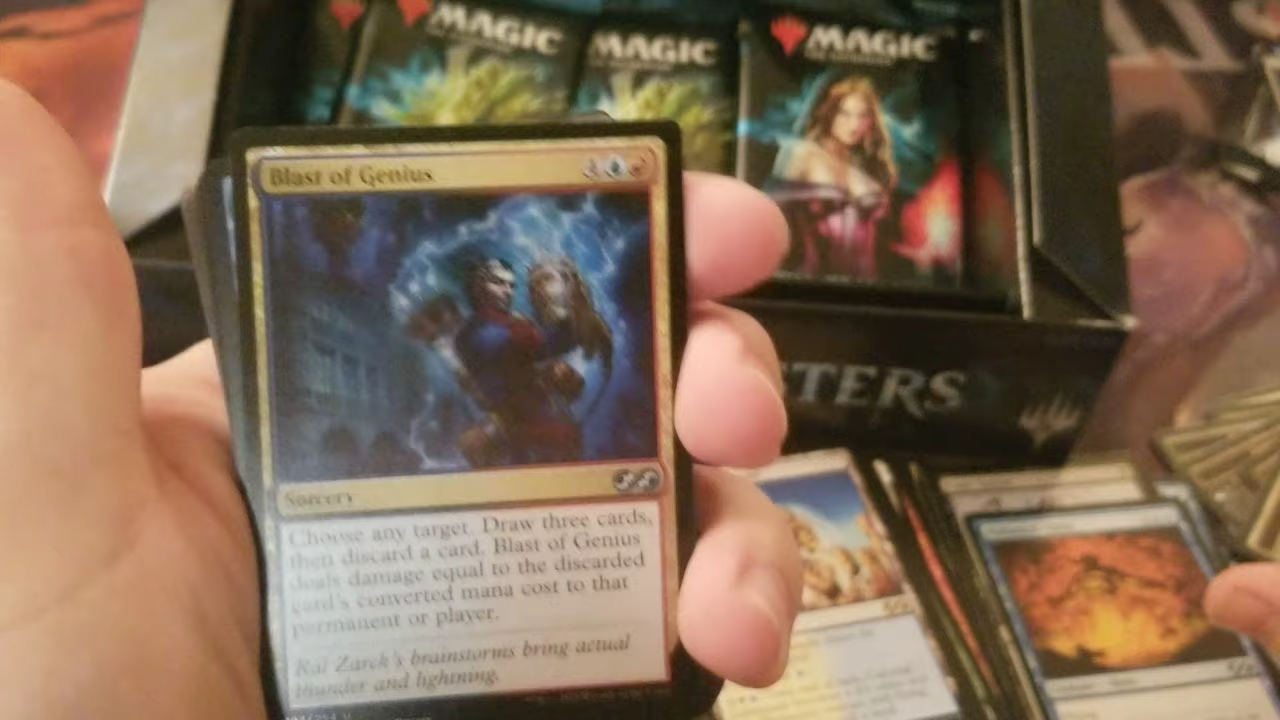 MAGIC
MAGIC
MAGIC
Blast of Genius
4
STERS
Sorcery
Choose any target. Draw three cards,
then discard a card. Blast of Genius
deals damage equal to the discarded
card's converted mana cost to that
permanent or player.
Ral Zarek's brainstorms bring actual
thunder and lightning.